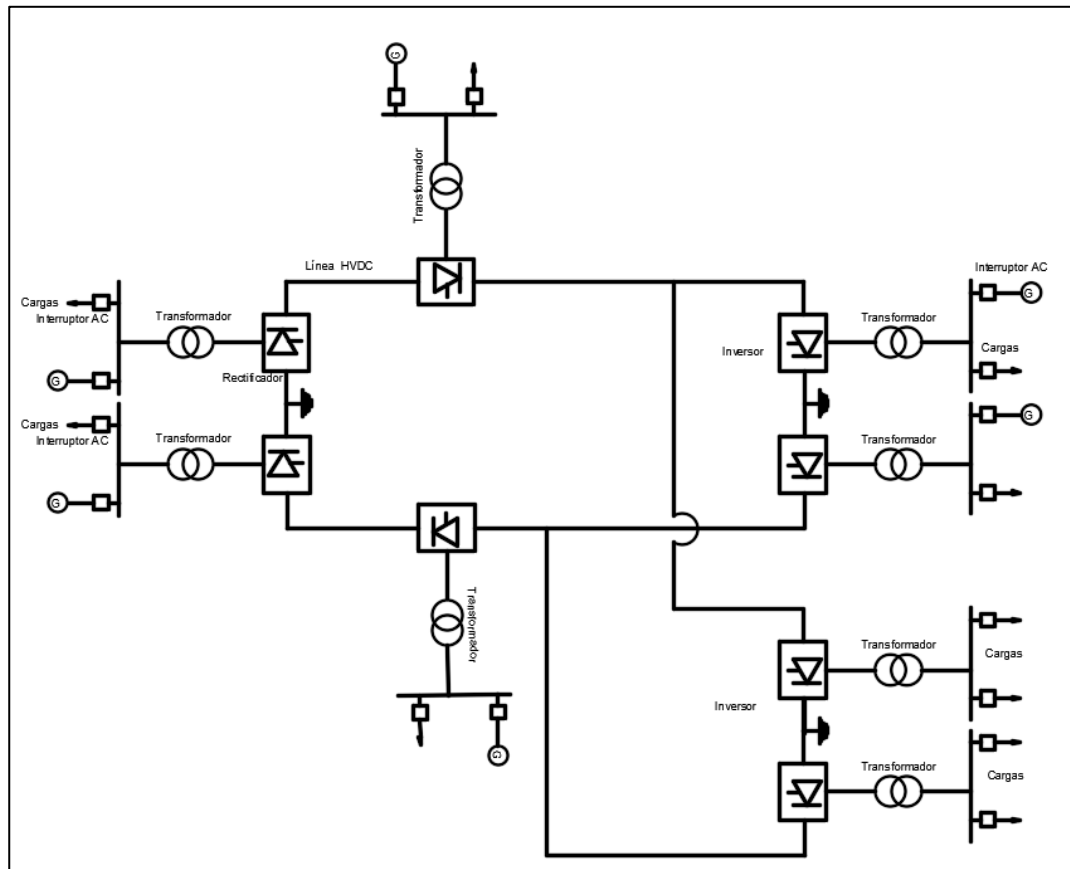 G
Transformador
Línea HVDC
Cargas
Interruptor AC
Transformador
G
Rectificador
Cargas
Interruptor AC
Transformador
G
Interruptor AC
G
Transformador
Inversor
Cargas
G
Transformador
Transformador
G
Transformador
Cargas
Inversor
Transformador
Cargas